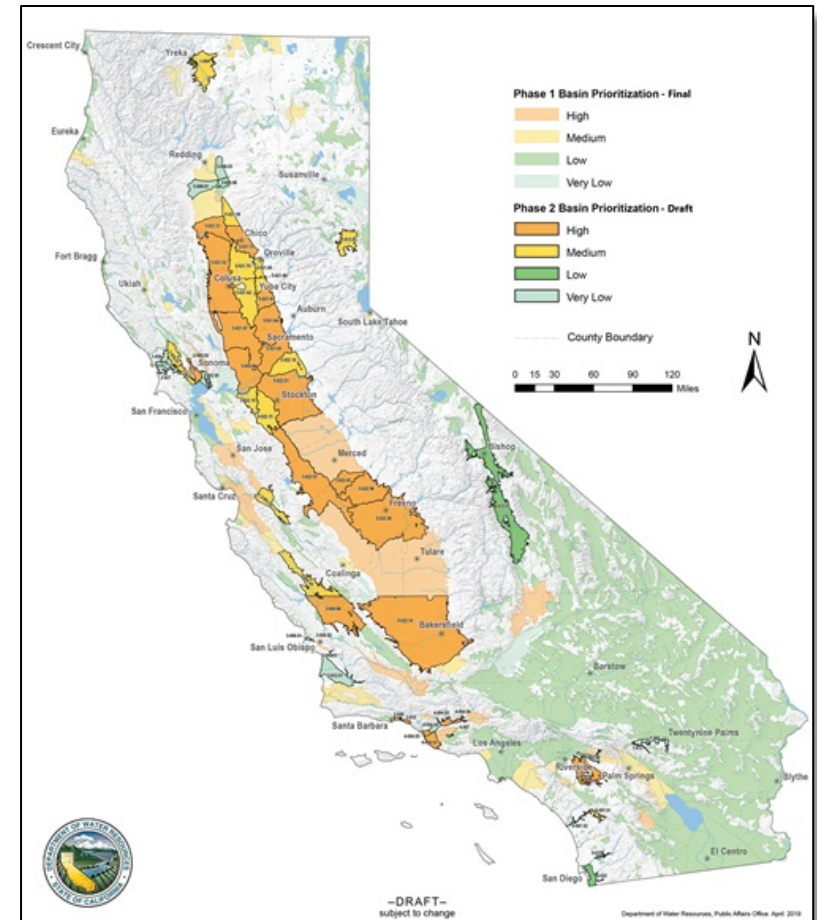 Crescent City
Yreka
Eureka
Redding
Susanville
Phase 1 Basin Prioritization - Final
High
Medium
Low
Very Low
Phase 2 Basin Prioritization - Draft
High
Medium
Low
Very Low
County Boundary
N
0 15 30 60 90 120
Miles
Chico
Fort Bragg
Oroville
Ukiah
Colusa
Yuba City
Auburn
South Lake Tahoe
Sacramento
Sonoma
Stockton
San Francisco
San Jose
Merced
Bishop
Santa Cruz
Fresno
Tulare
Coalinga
Bakersfield
San Luis Obispo
Barstow
Santa Barbara
Los Angeles
Twentynine Palms
Riverside
Palm Springs
Blythe
El Centro
San Diego
DEPARTMENT OF WATER RESOURCES
STATE OF CALIFORNIA
–DRAFT–
subject to change
Department of Water Resources, Public Affairs Office April 2019